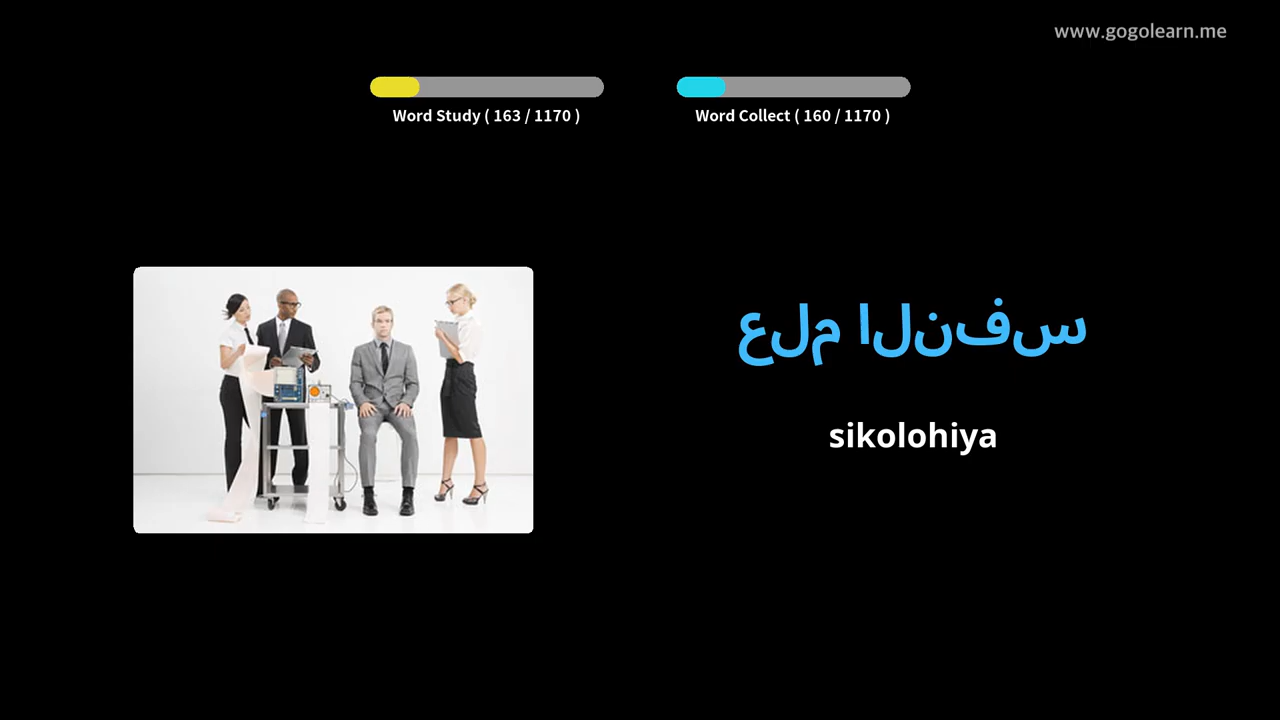 www.gogolearn.me
Word Study ( 163 / 1170 )
Word Collect ( 160 / 1170 )
علم النفس
sikolohiya